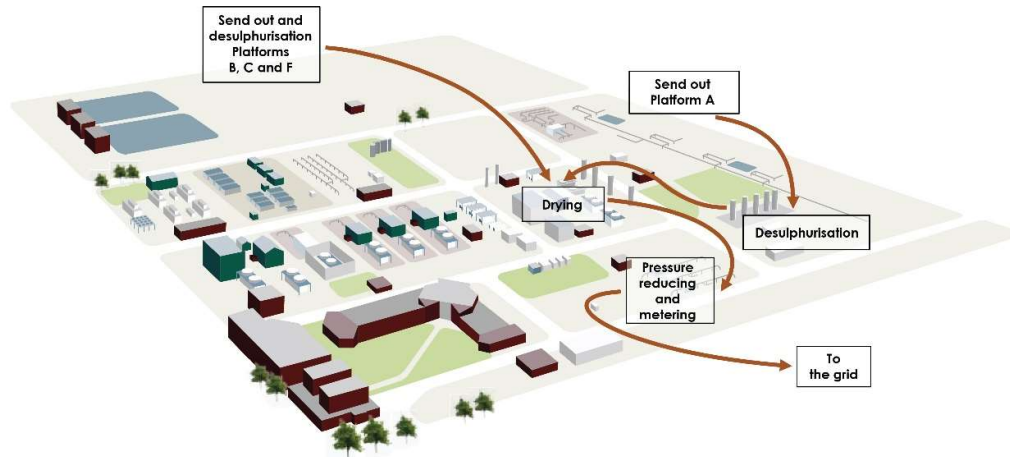 Send out and
desulphurisation
Platforms
B, C and F
Send out
Platform A
Drying
Desulphurisation
Pressure
reducing
and
metering
To
the grid